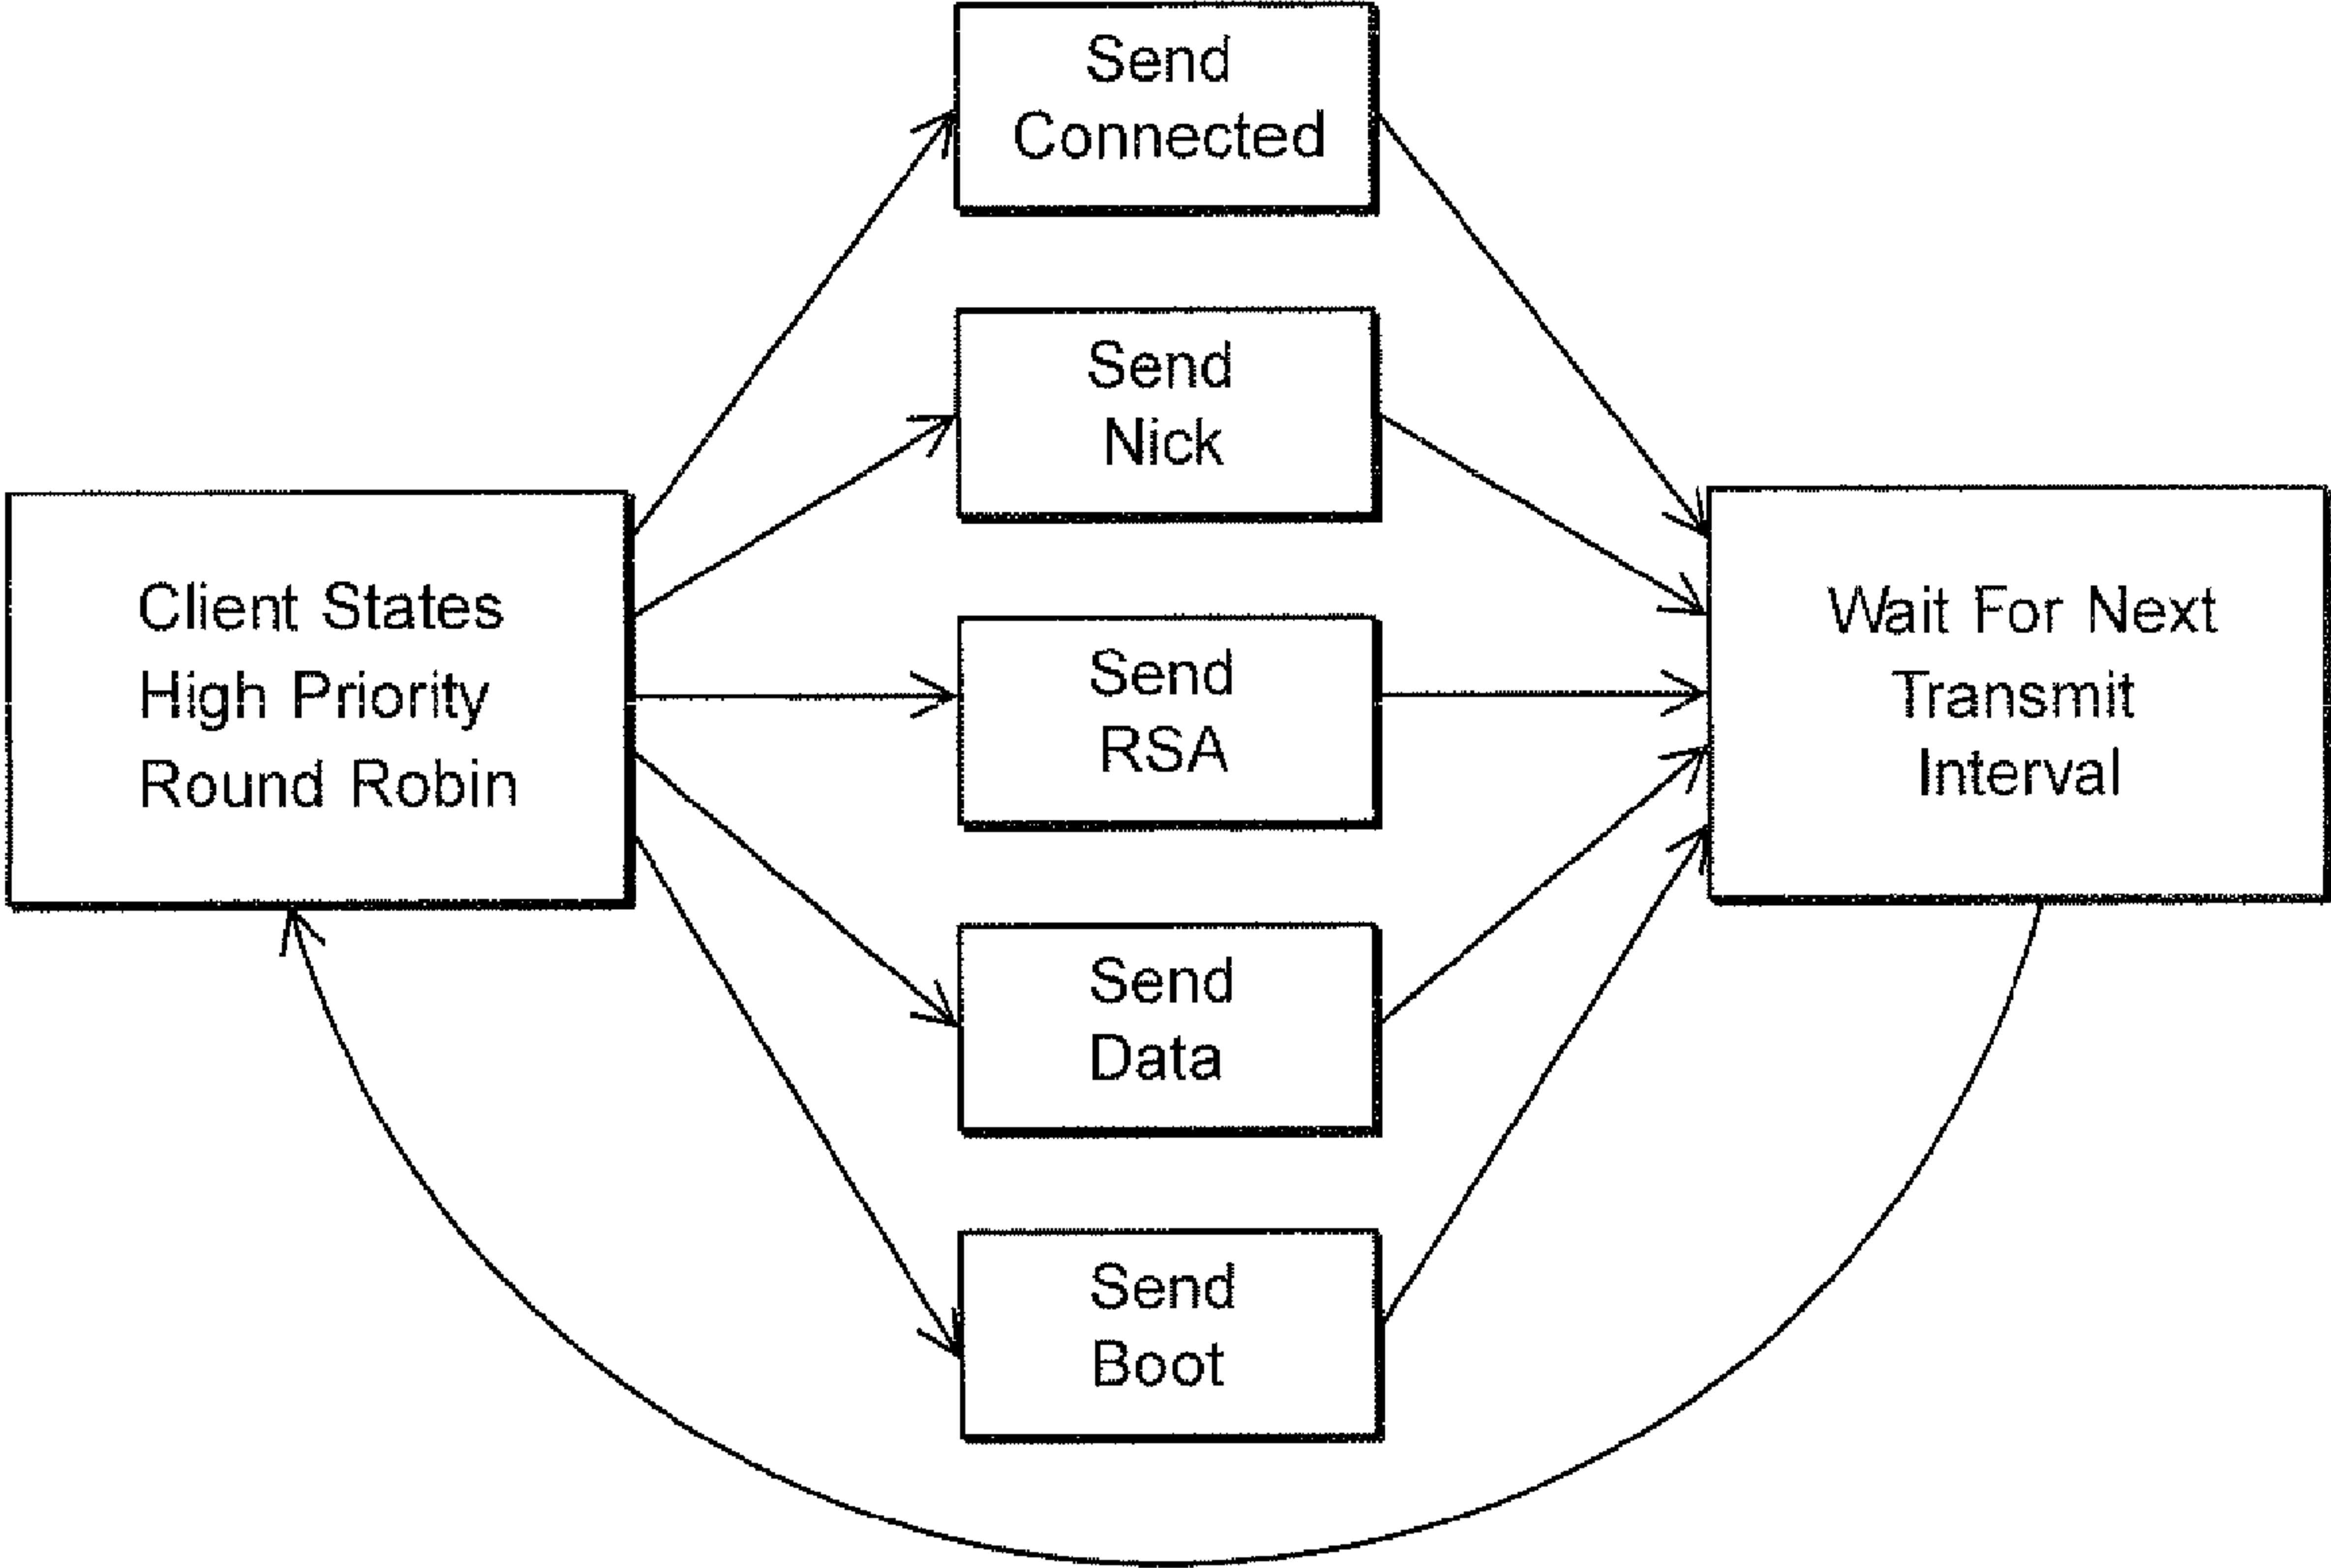 Send
Connected
Send
Nick
Client States
High Priority
Round Robin
Send
RSA
Wait For Next
Transmit
Interval
Send
Data
Send
Boot